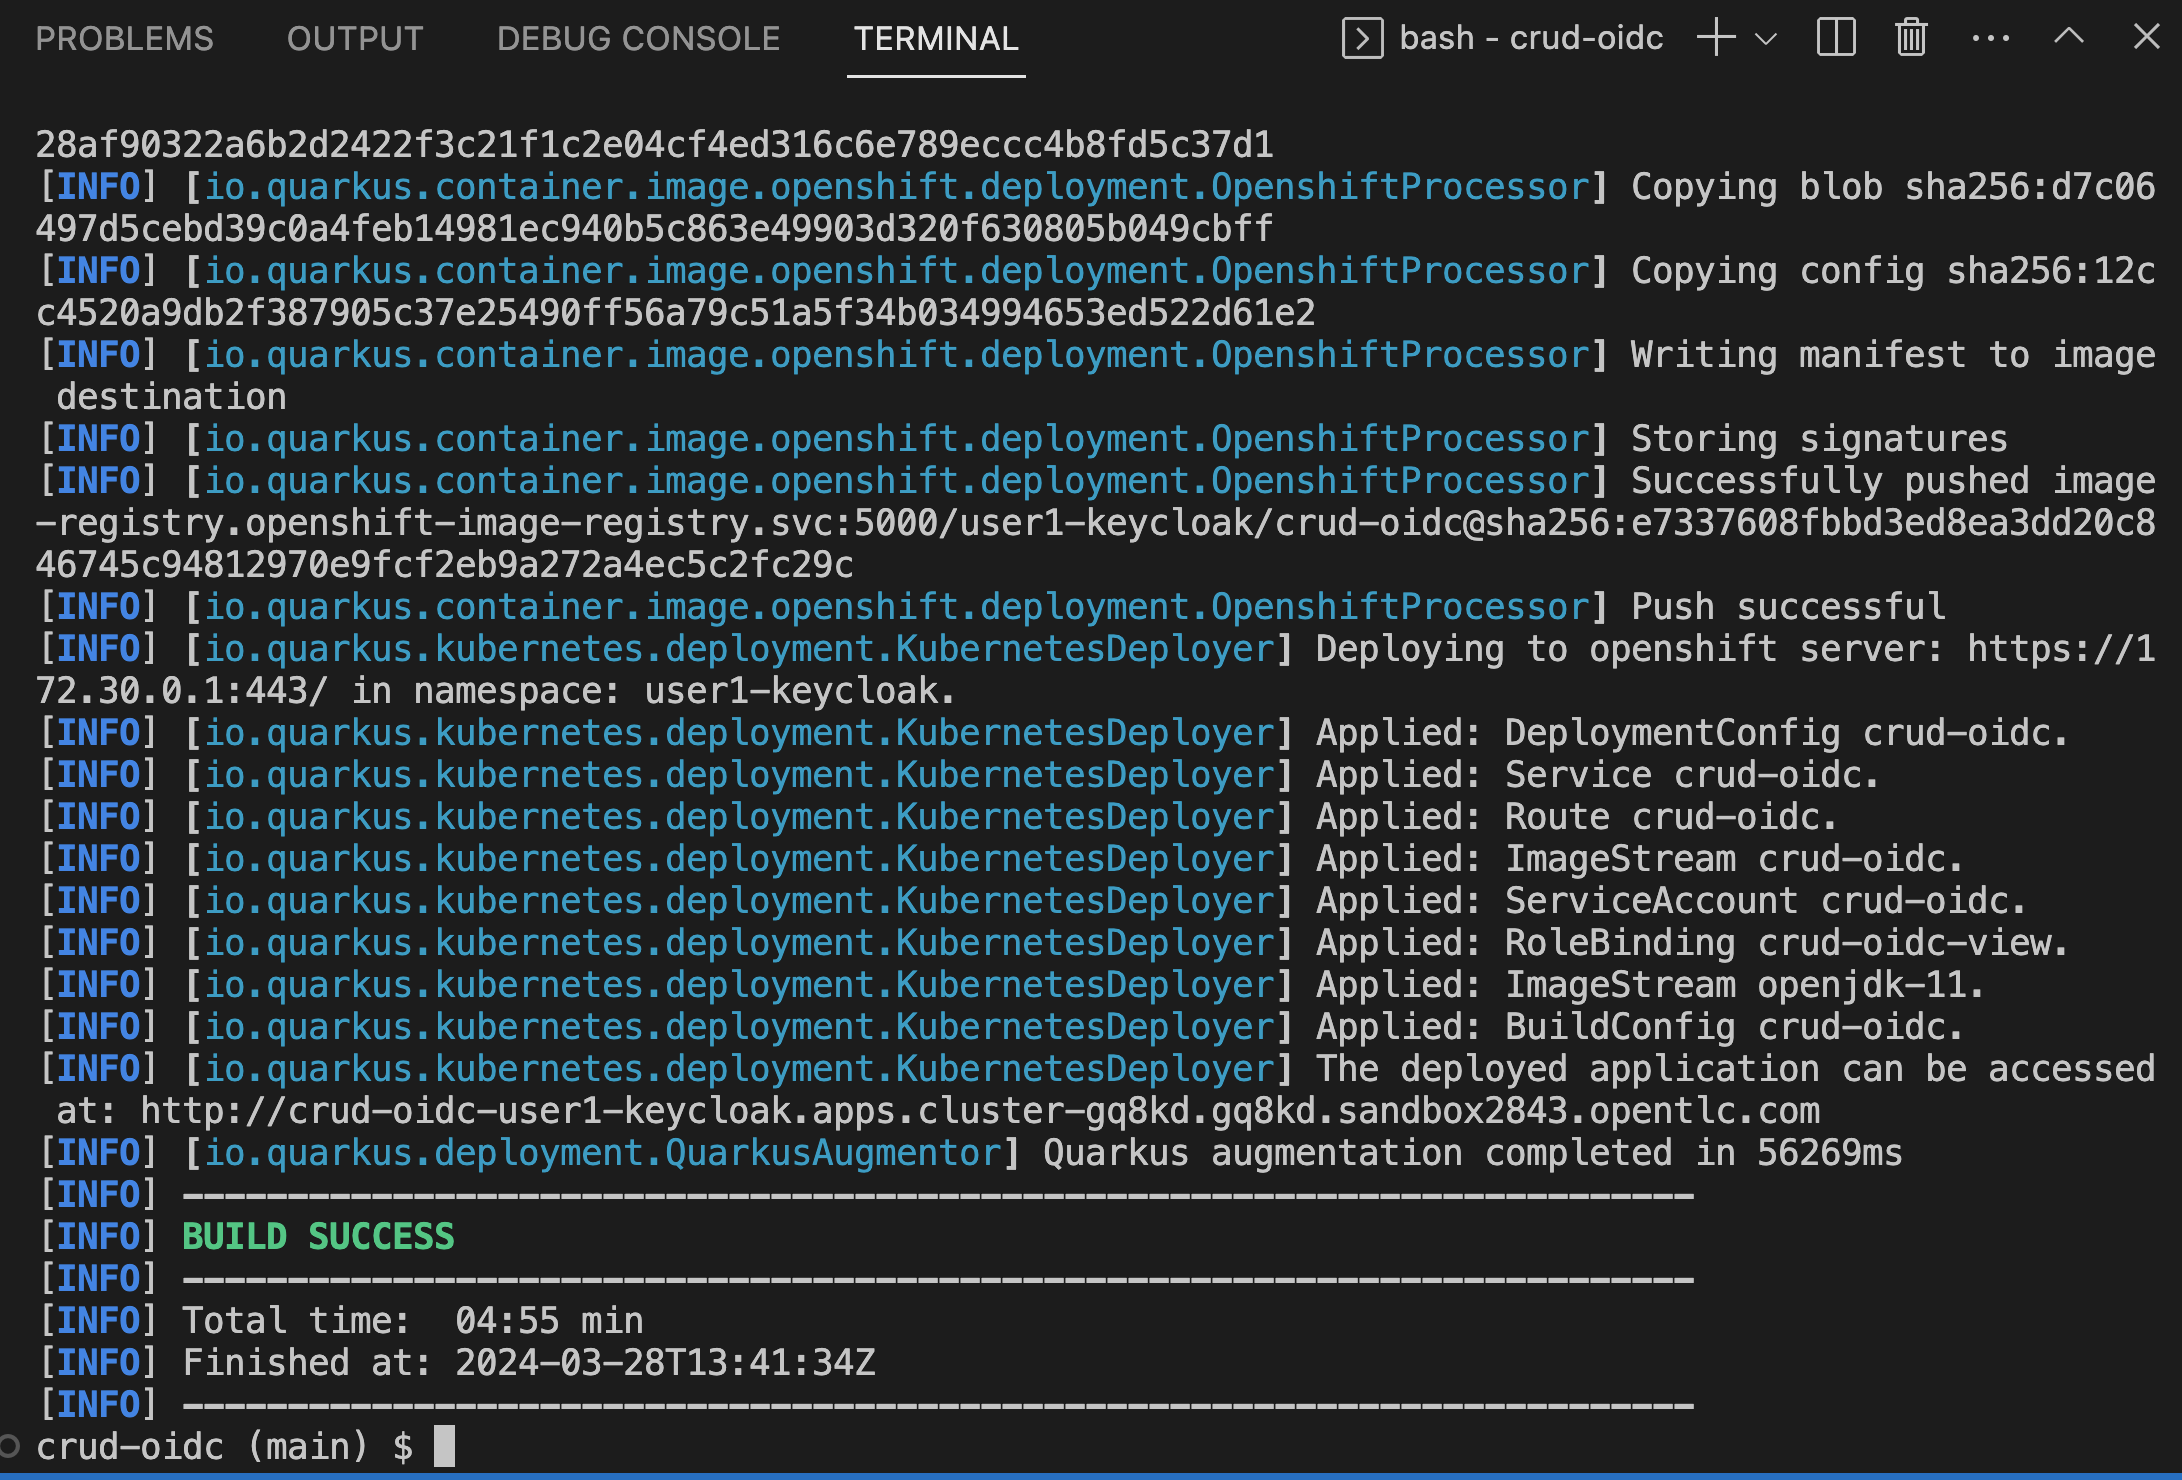 PROBLEMS OUTPUT DEBUG CONSOLE TERMINAL bash - crud-oidc
28af90322a6b2d2422f3c21f1c2e04cf4ed316c6e789eccc4b8fd5c37d1
[INFO] [io.quarkus.container.image.openshift.deployment.OpenshiftProcessor] Copying blob sha256:d7c06
497d5cebd39c0a4feb14981ec940b5c863e49903d320f630805b049cbff
[INFO] [io.quarkus.container.image.openshift.deployment.OpenshiftProcessor] Copying config sha256:12c
c4520a9db2f387905c37e25490ff56a79c51a5f34b034994653ed522d61e2
[INFO] [io.quarkus.container.image.openshift.deployment.OpenshiftProcessor] Writing manifest to image
 destination
[INFO] [io.quarkus.container.image.openshift.deployment.OpenshiftProcessor] Storing signatures
[INFO] [io.quarkus.container.image.openshift.deployment.OpenshiftProcessor] Successfully pushed image
-registry.openshift-image-registry.svc:5000/user1-keycloak/crud-oidc@sha256:e7337608fbbd3ed8ea3dd20c8
46745c94812970e9fcf2eb9a272a4ec5c2fc29c
[INFO] [io.quarkus.container.image.openshift.deployment.OpenshiftProcessor] Push successful
[INFO] [io.quarkus.kubernetes.deployment.KubernetesDeployer] Deploying to openshift server: https://1
72.30.0.1:443/ in namespace: user1-keycloak.
[INFO] [io.quarkus.kubernetes.deployment.KubernetesDeployer] Applied: DeploymentConfig crud-oidc.
[INFO] [io.quarkus.kubernetes.deployment.KubernetesDeployer] Applied: Service crud-oidc.
[INFO] [io.quarkus.kubernetes.deployment.KubernetesDeployer] Applied: Route crud-oidc.
[INFO] [io.quarkus.kubernetes.deployment.KubernetesDeployer] Applied: ImageStream crud-oidc.
[INFO] [io.quarkus.kubernetes.deployment.KubernetesDeployer] Applied: ServiceAccount crud-oidc.
[INFO] [io.quarkus.kubernetes.deployment.KubernetesDeployer] Applied: RoleBinding crud-oidc-view.
[INFO] [io.quarkus.kubernetes.deployment.KubernetesDeployer] Applied: ImageStream openjdk-11.
[INFO] [io.quarkus.kubernetes.deployment.KubernetesDeployer] Applied: BuildConfig crud-oidc.
[INFO] [io.quarkus.kubernetes.deployment.KubernetesDeployer] The deployed application can be accessed
 at: http://crud-oidc-user1-keycloak.apps.cluster-gq8kd.gq8kd.sandbox2843.opentlc.com
[INFO] [io.quarkus.deployment.QuarkusAugmentor] Quarkus augmentation completed in 56269ms
[INFO] ------------------------------------------------------------------------
[INFO] BUILD SUCCESS
[INFO] ------------------------------------------------------------------------
[INFO] Total time:  04:55 min
[INFO] Finished at: 2024-03-28T13:41:34Z
[INFO] ------------------------------------------------------------------------
crud-oidc (main) $